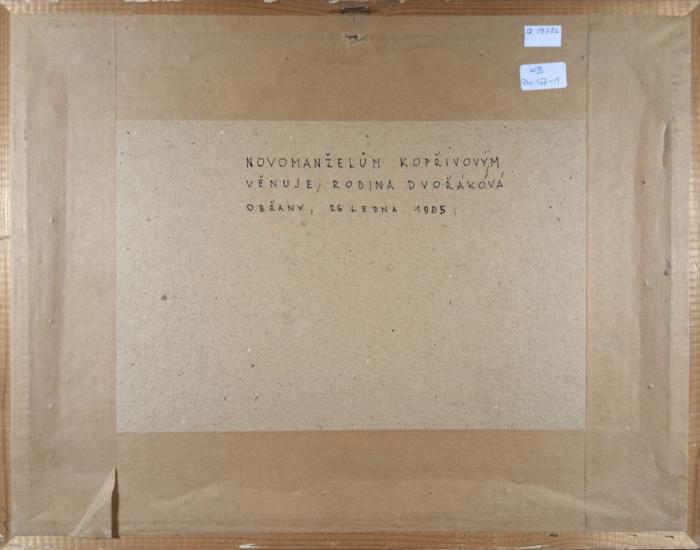 NOVOMANŽELŮM KOPŘIVOVÝM
VĚNUJE, RODINA DVOŘÁKOVÁ
OBŘANY, 26 LEDNA 1985